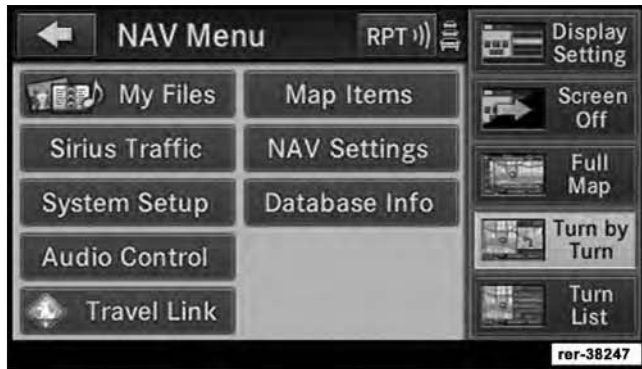 NAV Menu
RPT
My Files
Map Items
Sirius Traffic
NAV Settings
System Setup
Database Info
Audio Control
Travel Link
Display
Setting
Screen
Off
Full
Map
Turn by
Turn
Turn
List
rer-38247